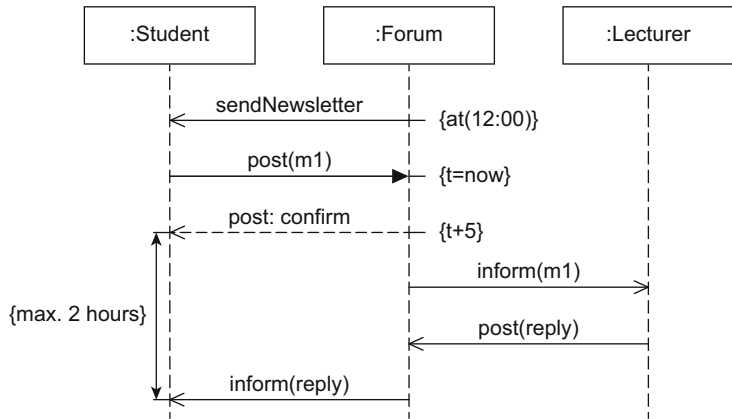 :Student
:Forum
:Lecturer
sendNewsletter
{at(12:00)}
post(m1)
{t=now}
post: confirm
{t+5}
inform(m1)
{max. 2 hours}
post(reply)
inform(reply)